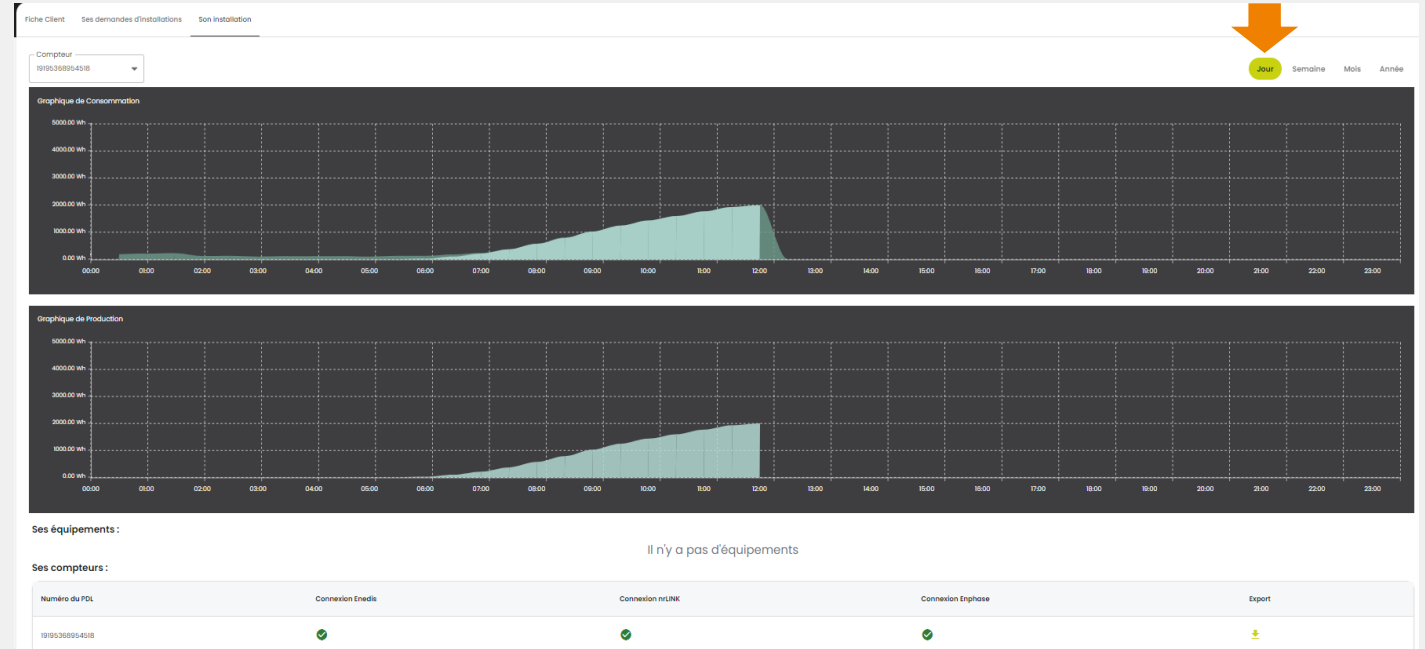 Fiche Client Ses demandes d'installations Son installation
Compteur
19195368954518
Jour Semaine Mois Année
Graphique de Consommation
5000.00 Wh
4000.00 Wh
3000.00 Wh
2000.00 Wh
1000.00 Wh
0.00 Wh
00:00 01:00 02:00 03:00 04:00 05:00 06:00 07:00 08:00 09:00 10:00 11:00 12:00 13:00 14:00 15:00 16:00 17:00 18:00 19:00 20:00 21:00 22:00 23:00
Graphique de Production
5000.00 Wh
4000.00 Wh
3000.00 Wh
2000.00 Wh
1000.00 Wh
0.00 Wh
00:00 01:00 02:00 03:00 04:00 05:00 06:00 07:00 08:00 09:00 10:00 11:00 12:00 13:00 14:00 15:00 16:00 17:00 18:00 19:00 20:00 21:00 22:00 23:00
Ses équipements :
Il n'y a pas d'équipements
Ses compteurs :
Numéro du PDL Connexion Enedis Connexion nrLINK Connexion Enphase Export
19195368954518